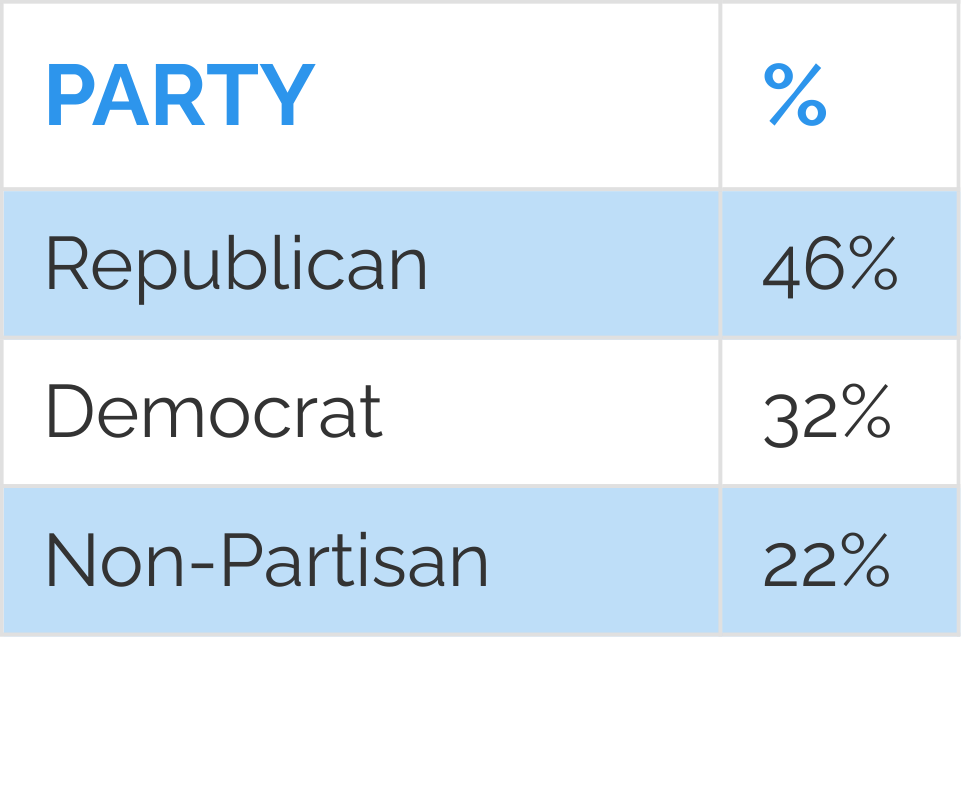 PARTY %
Republican 46%
Democrat 32%
Non-Partisan 22%